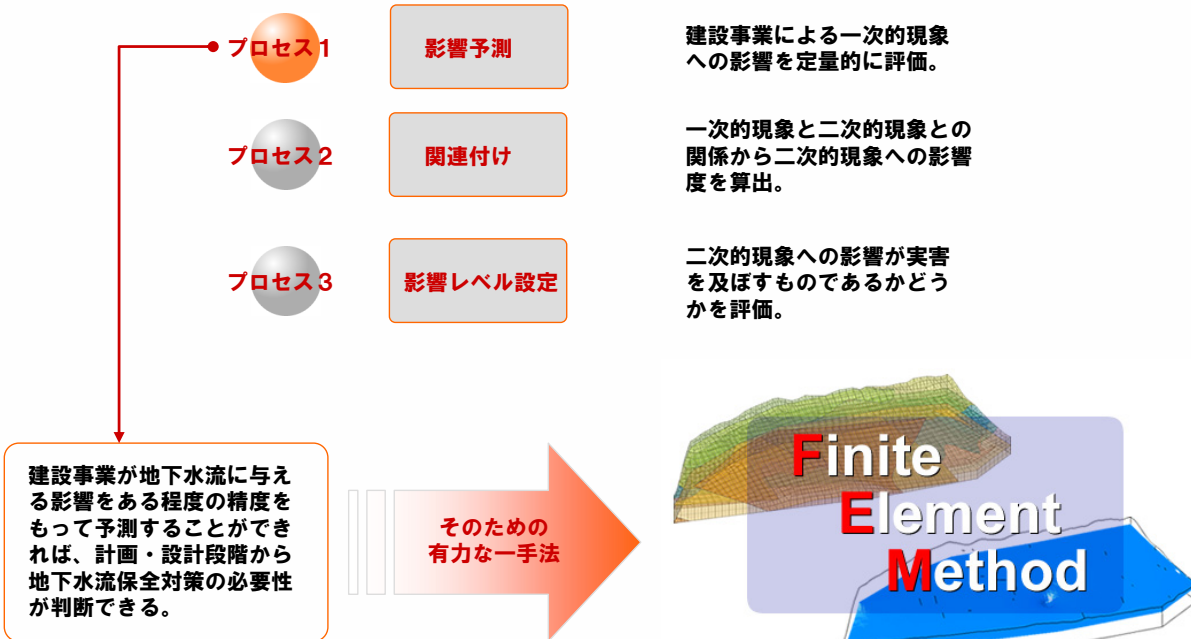 プロセス1
影響予測
建設事業による一次的現象
への影響を定量的に評価。
プロセス2
関連付け
一次的現象と二次的現象との
関係から二次的現象への影響
度を算出。
プロセス3
影響レベル設定
二次的現象への影響が実害
を及ぼすものであるかどう
かを評価。
建設事業が地下水流に与え
る影響をある程度の精度を
もって予測することができ
れば、計画・設計段階から
地下水流保全対策の必要性
が判断できる。
そのための
有力な一手法
Finite
Element
Method